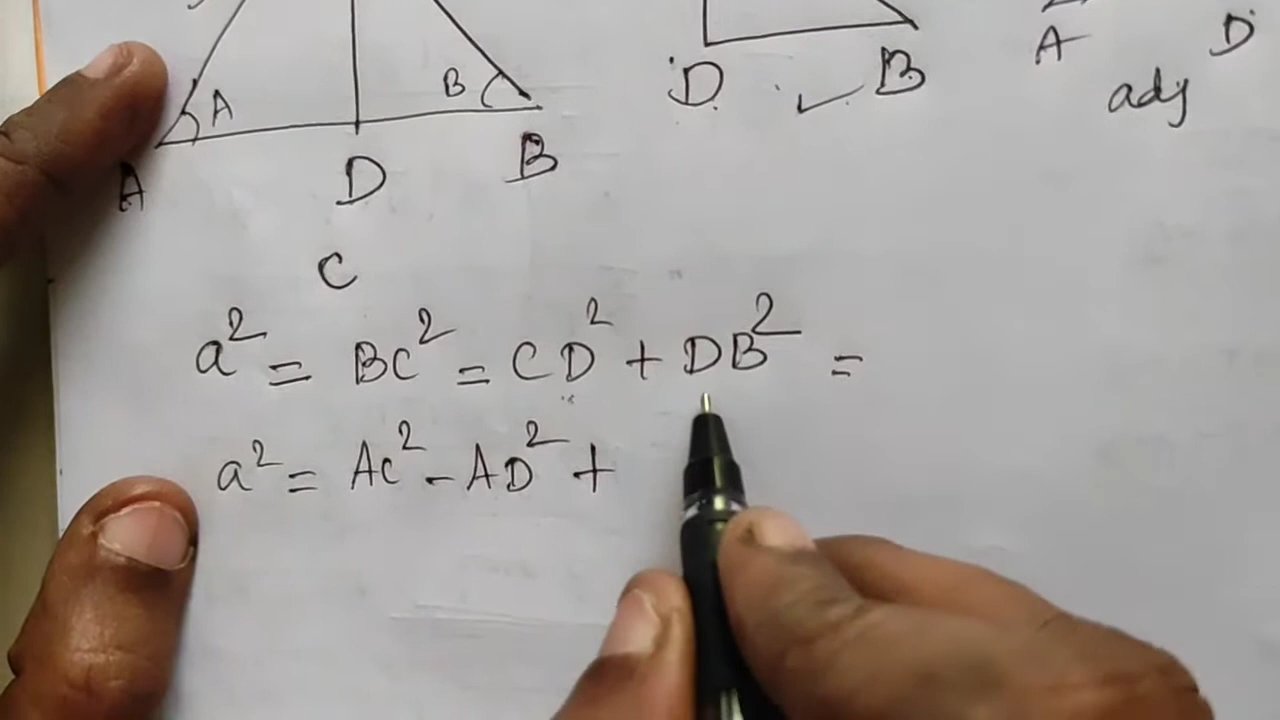 A B
D B A D
adj
A D B
C
a² = BC² = CD² + DB² =
a² = AC² - AD² +